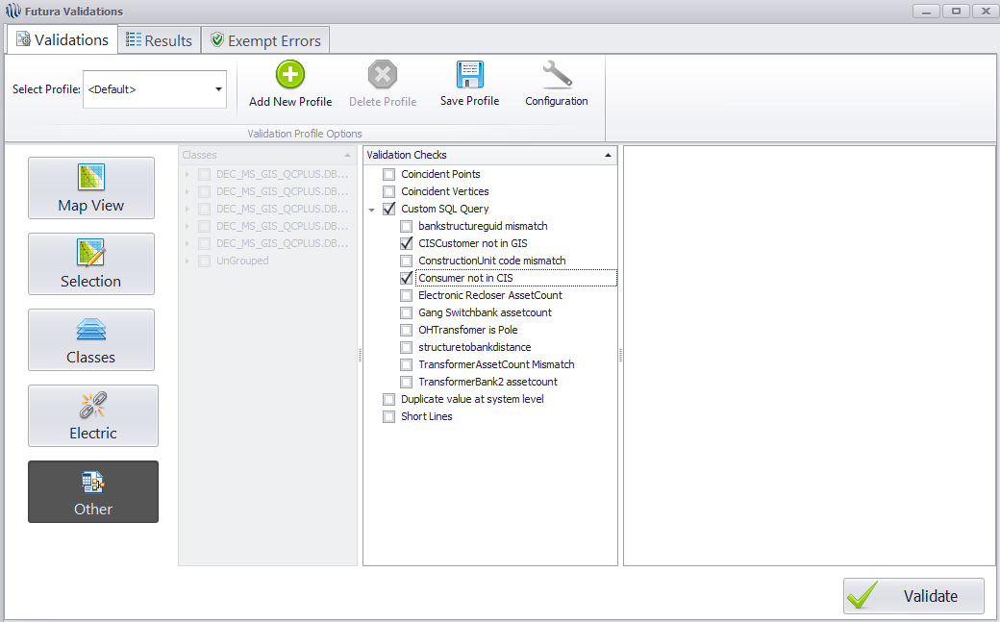 Futura Validations
Validations
Results
Exempt Errors
Select Profile:
<Default>
Add New Profile
Delete Profile
Save Profile
Configuration
Validation Profile Options
Map View
Selection
Classes
Electric
Other
Classes
DEC_MS_GIS_QCPLUS.DB...
DEC_MS_GIS_QCPLUS.DB...
DEC_MS_GIS_QCPLUS.DB...
DEC_MS_GIS_QCPLUS.DB...
DEC_MS_GIS_QCPLUS.DB...
UnGrouped
Validation Checks
Coincident Points
Coincident Vertices
Custom SQL Query
bankstructureguid mismatch
CISCustomer not in GIS
ConstructionUnit code mismatch
Consumer not in CIS
Electronic Recloser AssetCount
Gang Switchbank assetcount
OHTransfomer is Pole
structuretobankdistance
TransformerAssetCount Mismatch
TransformerBank2 assetcount
Duplicate value at system level
Short Lines
Validate